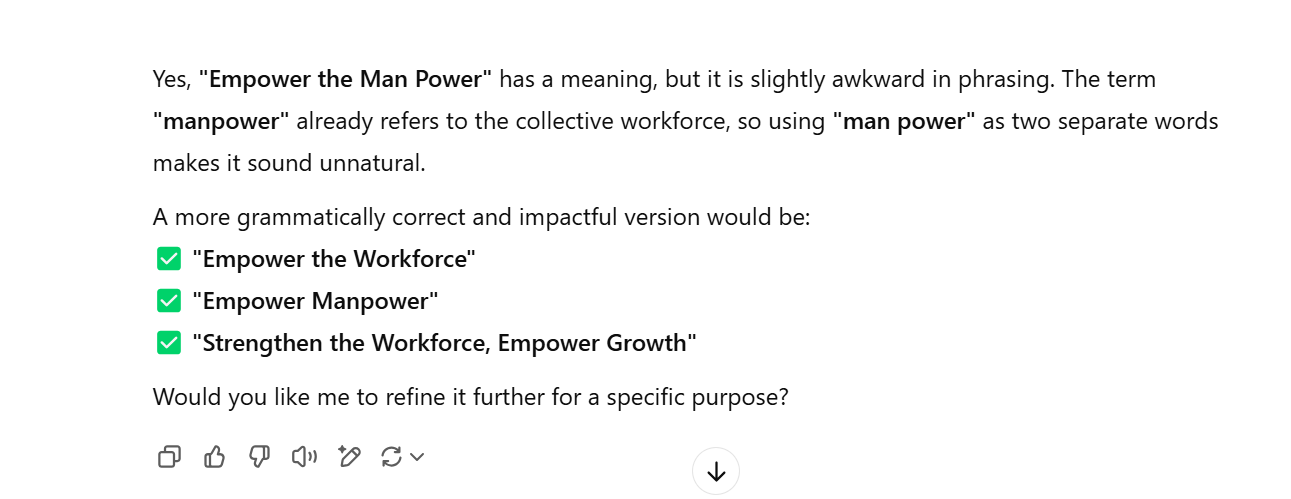 Yes, "Empower the Man Power" has a meaning, but it is slightly awkward in phrasing. The term
"manpower" already refers to the collective workforce, so using "man power" as two separate words
makes it sound unnatural.
A more grammatically correct and impactful version would be:
✅ "Empower the Workforce"
✅ "Empower Manpower"
✅ "Strengthen the Workforce, Empower Growth"
Would you like me to refine it further for a specific purpose?